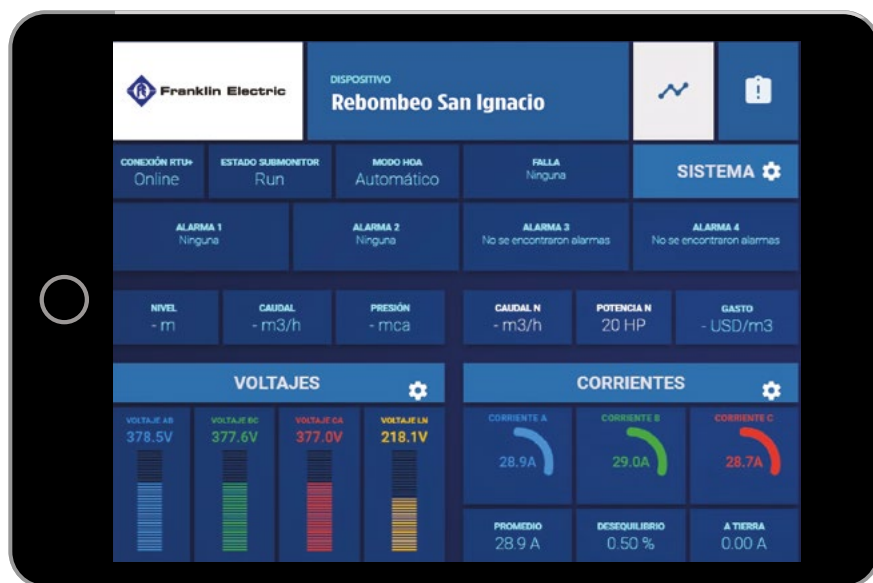 Franklin Electric
DISPOSITIVO
Rebombeo San Ignacio
CONEXIÓN RTU+
Online
ESTADO SUBMONITOR
Run
MODO HOA
Automático
FALLA
Ninguna
SISTEMA
ALARMA 1
Ninguna
ALARMA 2
Ninguna
ALARMA 3
No se encontraron alarmas
ALARMA 4
No se encontraron alarmas
NIVEL
- m
CAUDAL
- m3/h
PRESIÓN
- mca
CAUDAL N
- m3/h
POTENCIA N
20 HP
GASTO
- USD/m3
VOLTAJES
VOLTAJE AB
378.5V
VOLTAJE BC
377.6V
VOLTAJE CA
377.0V
VOLTAJE LN
218.1V
CORRIENTES
CORRIENTE A
28.9A
CORRIENTE B
29.0A
CORRIENTE C
28.7A
PROMEDIO
28.9 A
DESEQUILIBRIO
0.50 %
A TIERRA
0.00 A